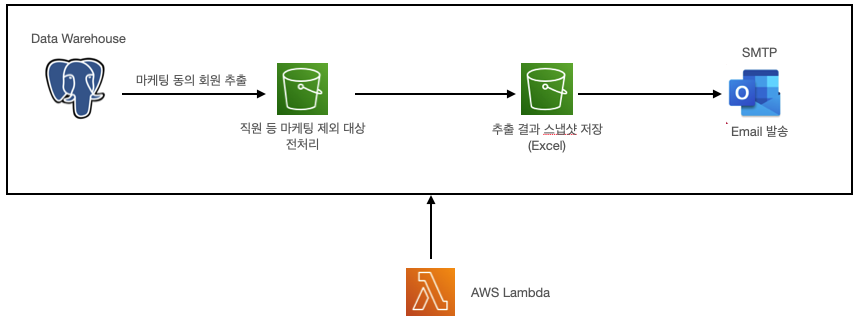 Data Warehouse
마케팅 동의 회원 추출
직원 등 마케팅 제외 대상
전처리
추출 결과 스냅샷 저장
(Excel)
SMTP
O
Email 발송
AWS Lambda